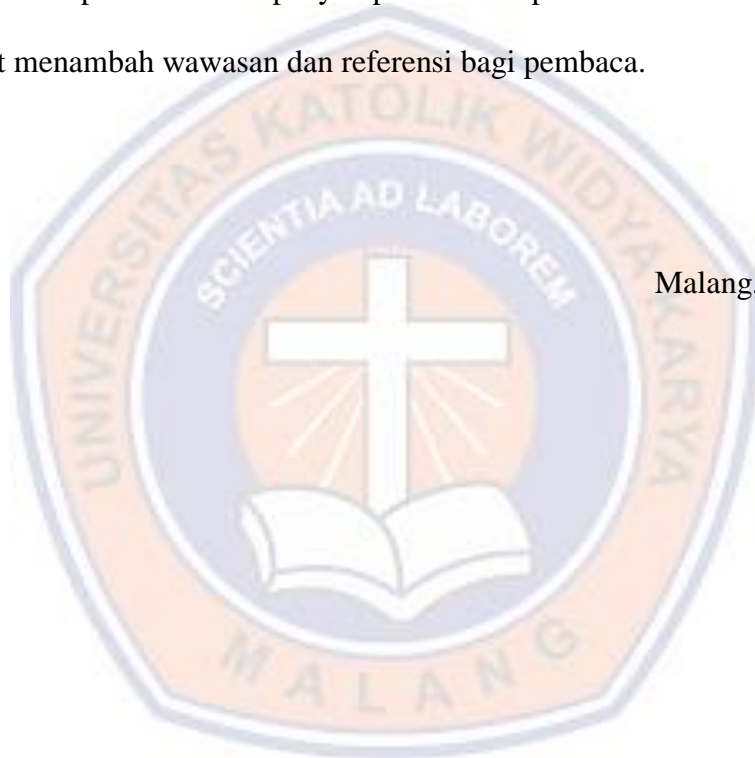 t menambah wawasan dan referensi bagi pembaca.
UNIVERSITAS KATOLIK WIDYA KARYA
SCIENTIA AD LABOREM
Malang,
MALANG